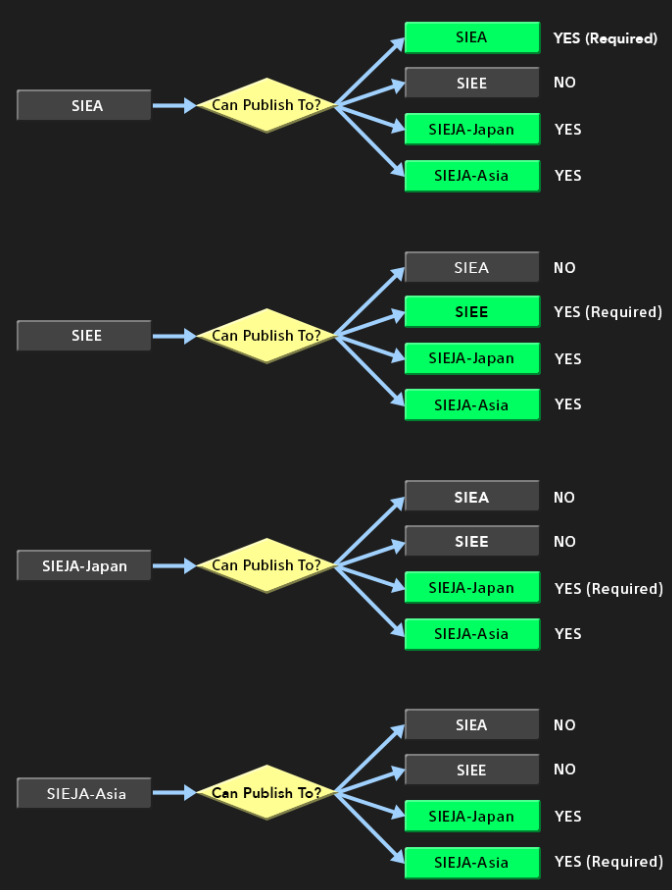 SIEA YES (Required)
SIEE NO
SIEA Can Publish To?
SIEJA-Japan YES
SIEJA-Asia YES
SIEA NO
SIEE YES (Required)
SIEE Can Publish To?
SIEJA-Japan YES
SIEJA-Asia YES
SIEA NO
SIEE NO
SIEJA-Japan Can Publish To?
SIEJA-Japan YES (Required)
SIEJA-Asia YES
SIEA NO
SIEE NO
SIEJA-Asia Can Publish To?
SIEJA-Japan YES
SIEJA-Asia YES (Required)